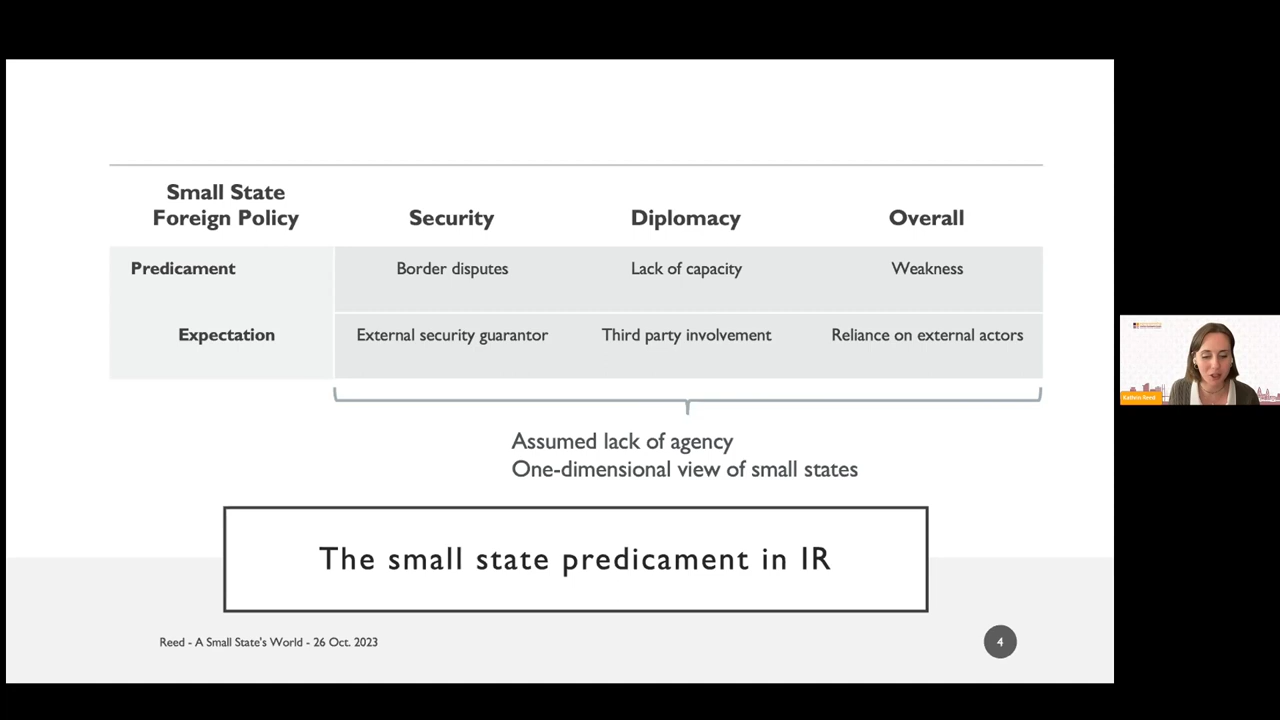 Small State
Foreign Policy
Security
Diplomacy
Overall
Predicament
Border disputes
Lack of capacity
Weakness
Expectation
External security guarantor
Third party involvement
Reliance on external actors
Assumed lack of agency
One-dimensional view of small states
The small state predicament in IR
Reed - A Small State's World - 26 Oct. 2023
4
Kathrin Reed